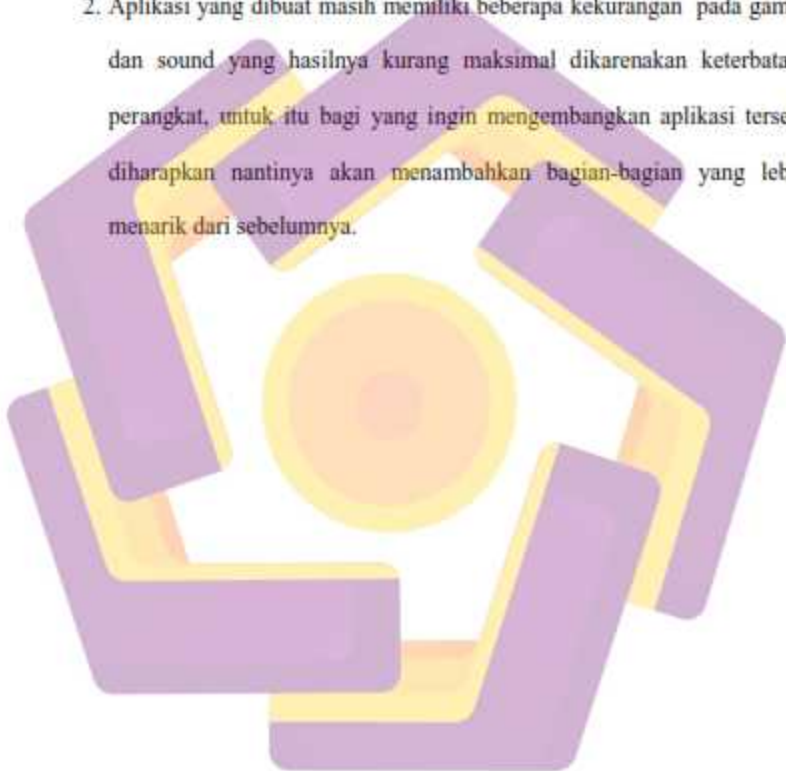 2. Aplikasi yang dibuat masih memiliki beberapa kekurangan pada gam
dan sound yang hasilnya kurang maksimal dikarenakan keterbata
perangkat, untuk itu bagi yang ingin mengembangkan aplikasi terse
diharapkan nantinya akan menambahkan bagian-bagian yang leb
menarik dari sebelumnya.